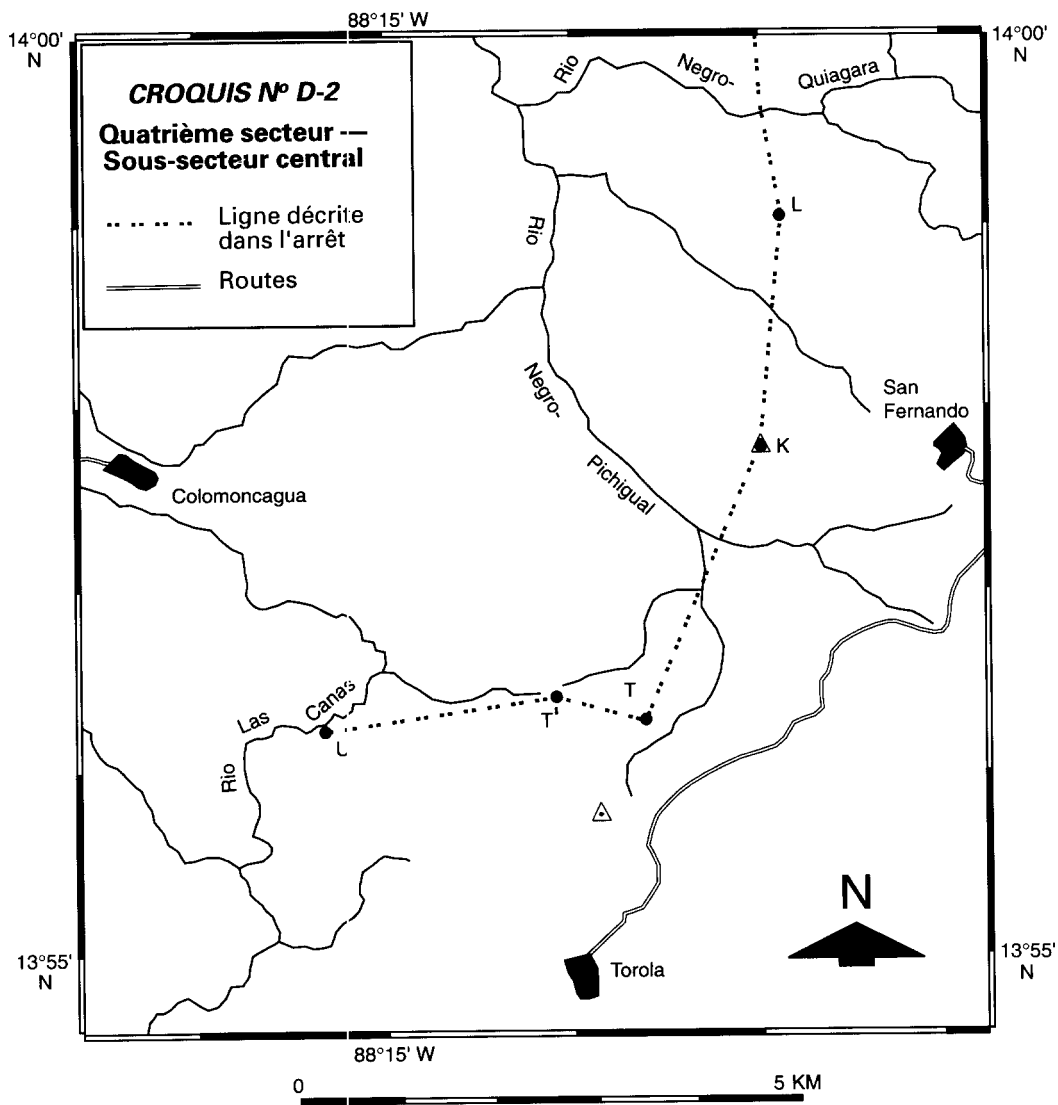 88°15' W
14°00'
N
14°00'
N
CROQUIS Nº D-2
Quatrième secteur —
Sous-secteur central
Ligne décrite
dans l'arrêt
Routes
Rio
Negro-
Quiagara
L
Rio
Negro-
Pichigual
San
Fernando
K
Colomoncagua
T
T'
Rio
Las
Canas
U
N
13°55'
N
Torola
13°55'
N
88°15' W
0
5 KM